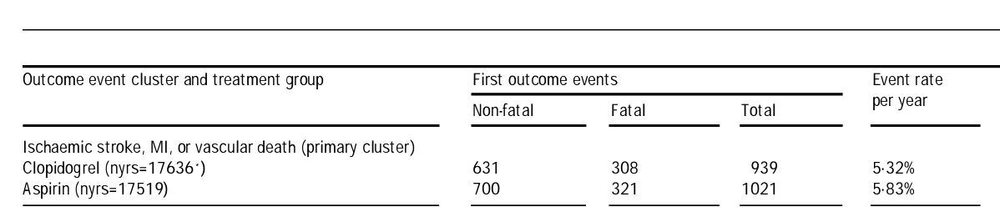 Outcome event cluster and treatment group First outcome events Event rate per year
Non-fatal Fatal Total
Ischaemic stroke, MI, or vascular death (primary cluster)
Clopidogrel (nyrs=17636*) 631 308 939 5·32%
Aspirin (nyrs=17519) 700 321 1021 5·83%